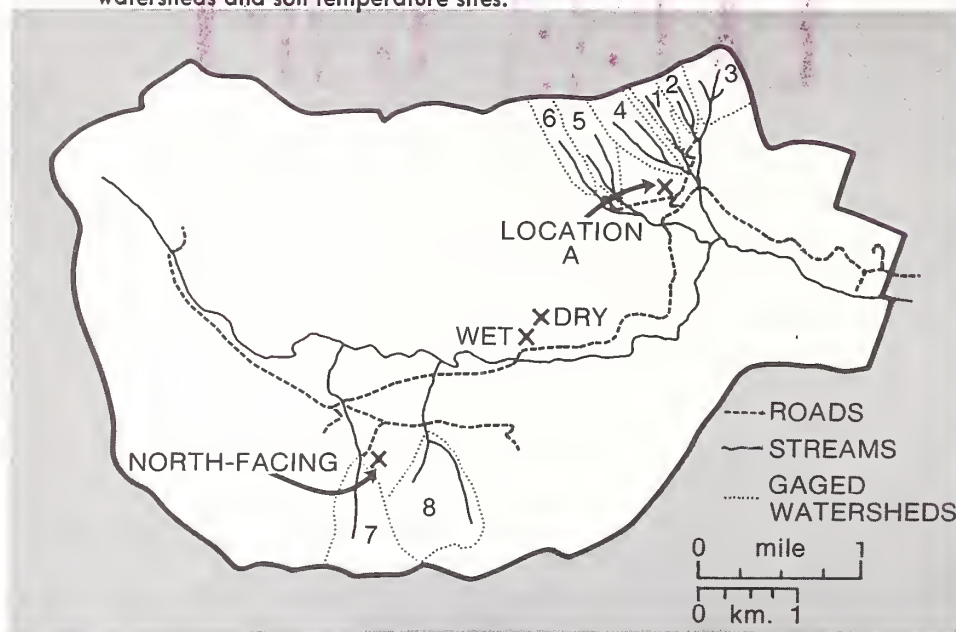 watersheds and soil temperature sites.
6 5 4 1 2 3
LOCATION
A
DRY
WET
NORTH-FACING
7
8
ROADS
STREAMS
GAGED
WATERSHEDS
0 mile 1
0 km. 1